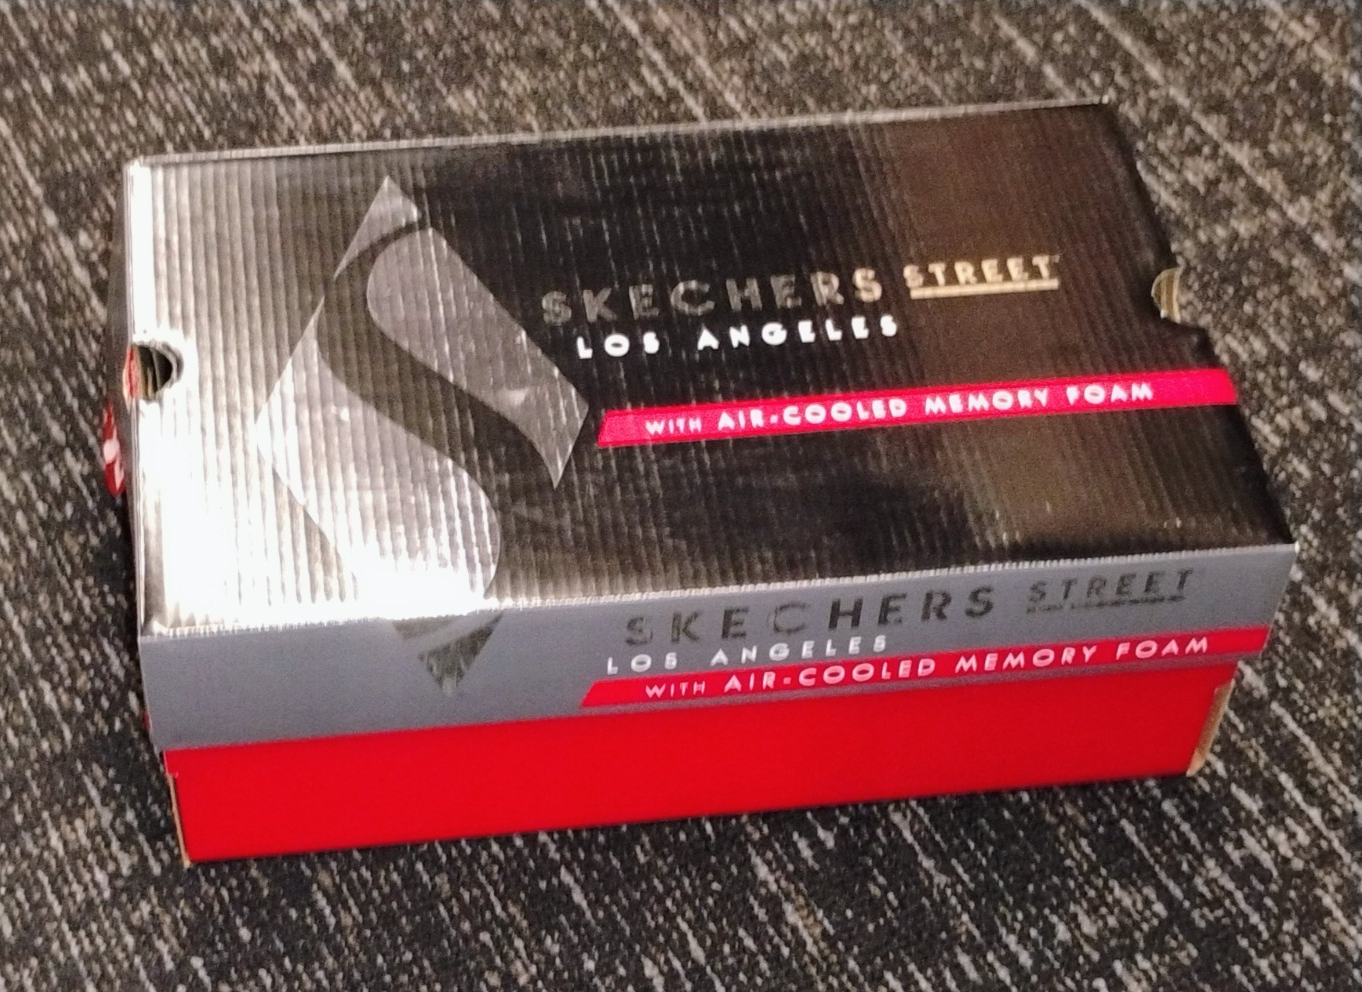 SKECHERS STREET
LOS ANGELES
WITH AIR-COOLED MEMORY FOAM
SKECHERS STREET
LOS ANGELES
WITH AIR-COOLED MEMORY FOAM